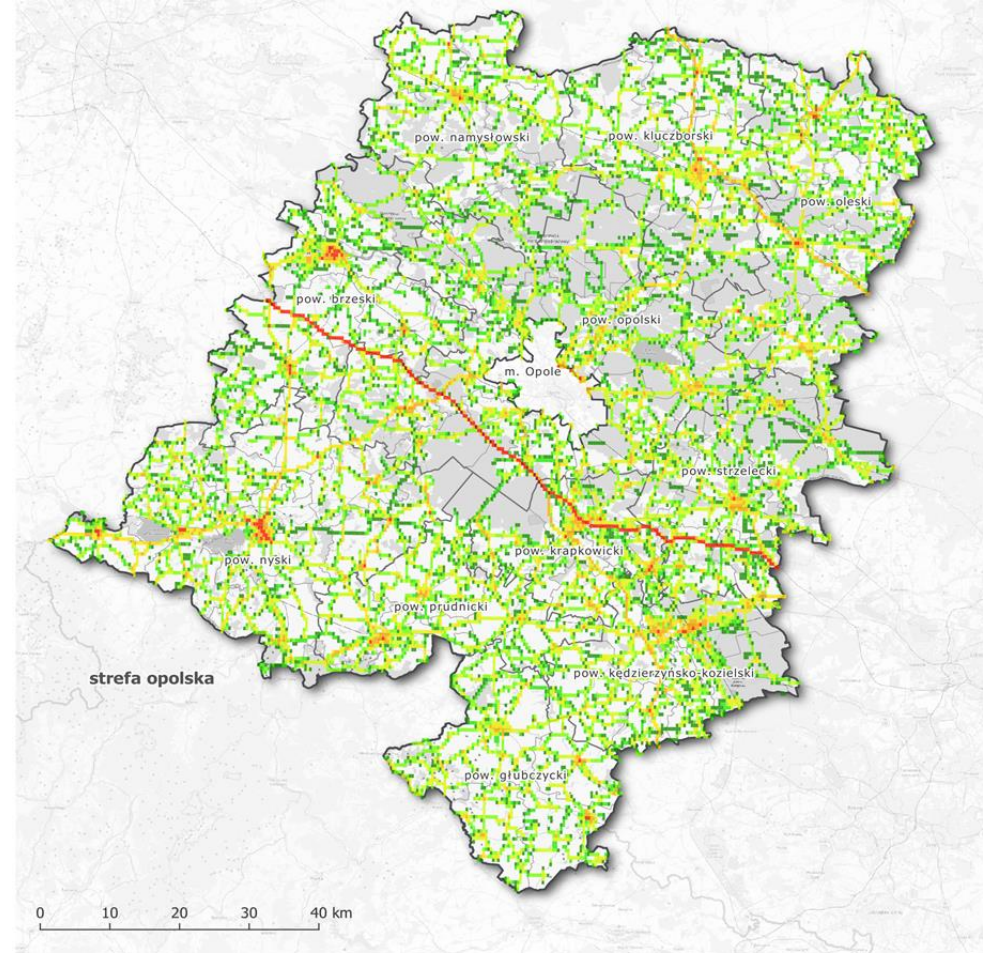 pow. namysłowski
pow. kluczborski
pow. oleski
pow. brzeski
pow. opolski
m. Opole
pow. strzelecki
pow. krapkowicki
pow. nyski
pow. prudnicki
strefa opolska
pow. kędzierzyńsko-kozielski
pow. głubczycki
0 10 20 30 40 km